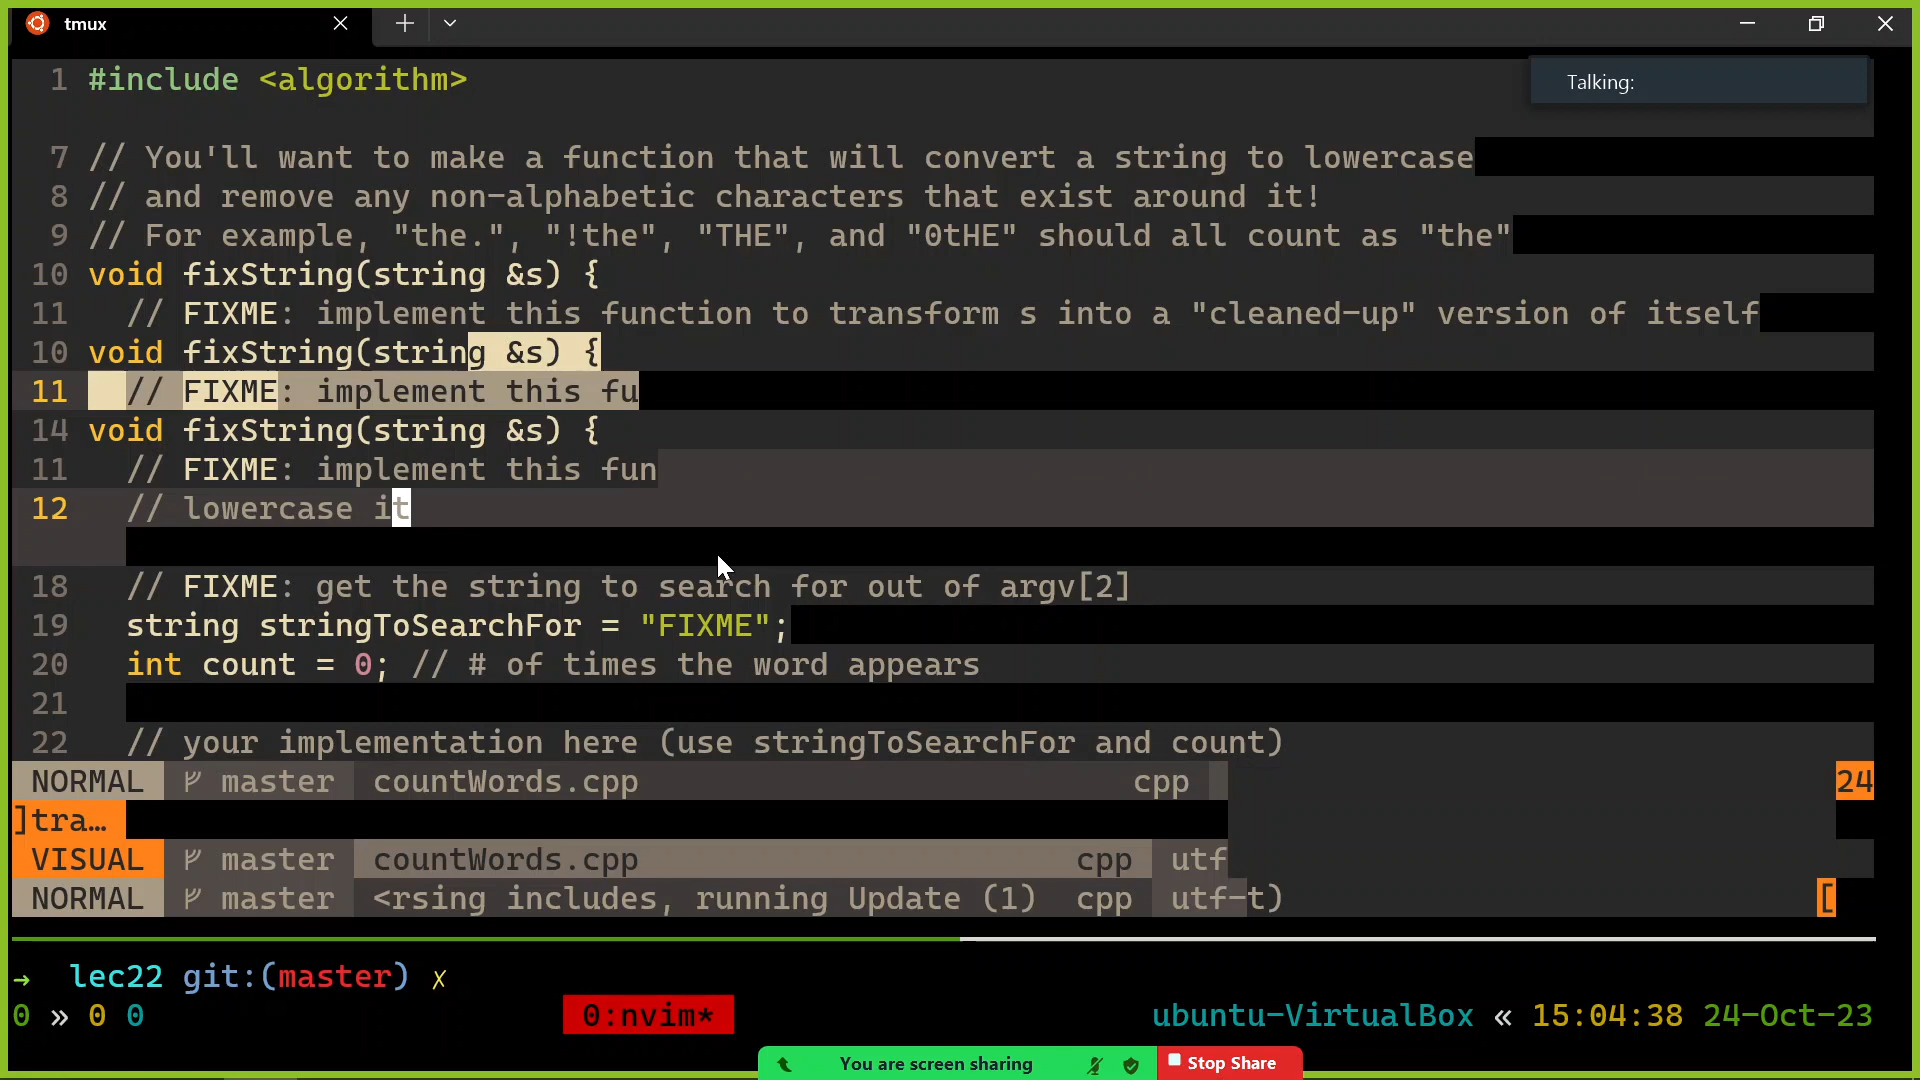 tmux
Talking:
1 #include <algorithm>
7 // You'll want to make a function that will convert a string to lowercase
8 // and remove any non-alphabetic characters that exist around it!
9 // For example, "the.", "!the", "THE", and "0tHE" should all count as "the"
10 void fixString(string &s) {
11   // FIXME: implement this function to transform s into a "cleaned-up" version of itself
10 void fixString(string &s) {
11   // FIXME: implement this fu
14 void fixString(string &s) {
11   // FIXME: implement this fun
12   // lowercase it
18   // FIXME: get the string to search for out of argv[2]
19   string stringToSearchFor = "FIXME";
20   int count = 0; // # of times the word appears
21
22   // your implementation here (use stringToSearchFor and count)
NORMAL master countWords.cpp cpp 24
]tra…
VISUAL master countWords.cpp cpp utf
NORMAL master <rsing includes, running Update (1) cpp utf-t) [
→ lec22 git:(master) ✗
0 » 0 0 0:nvim* ubuntu-VirtualBox « 15:04:38 24-Oct-23
You are screen sharing Stop Share